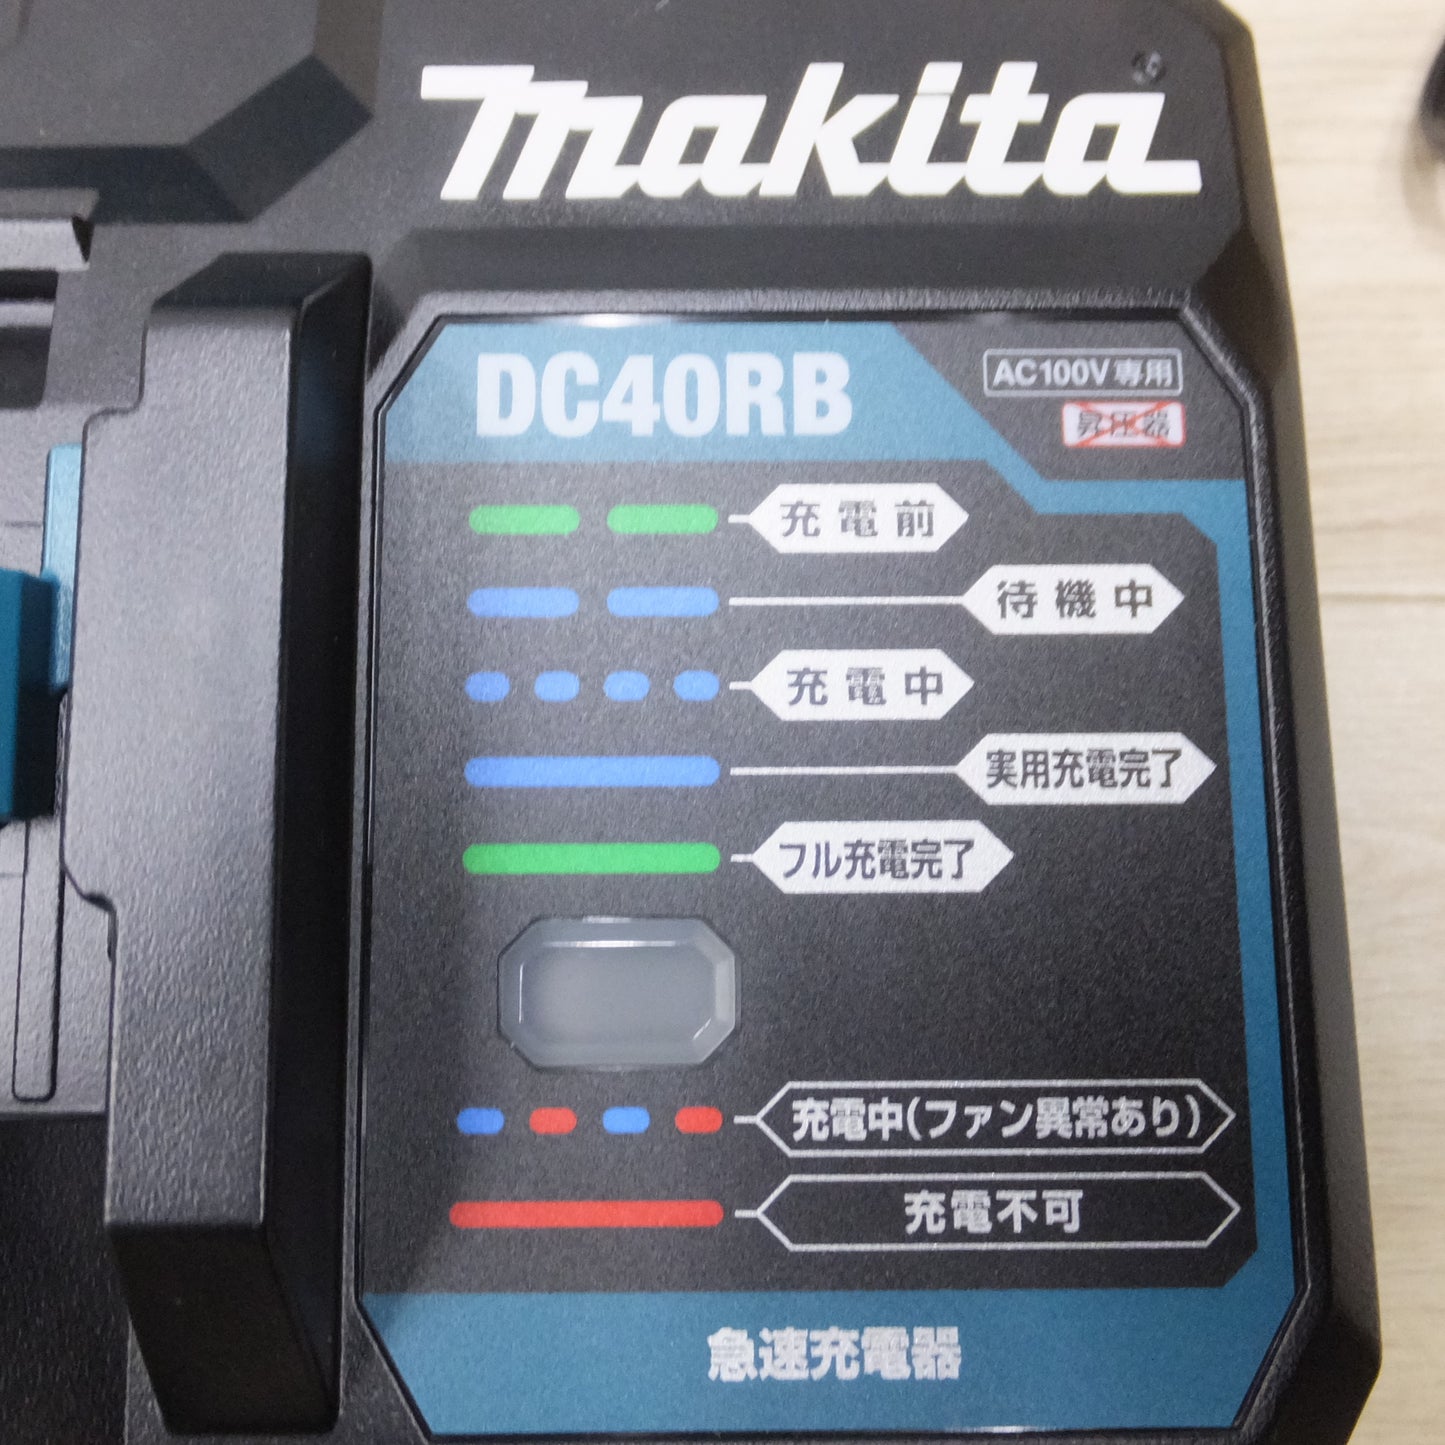 makita
DC40RB
AC100V専用
昇圧器
充電前
待機中
充電中
実用充電完了
フル充電完了
充電中(ファン異常あり)
充電不可
急速充電器